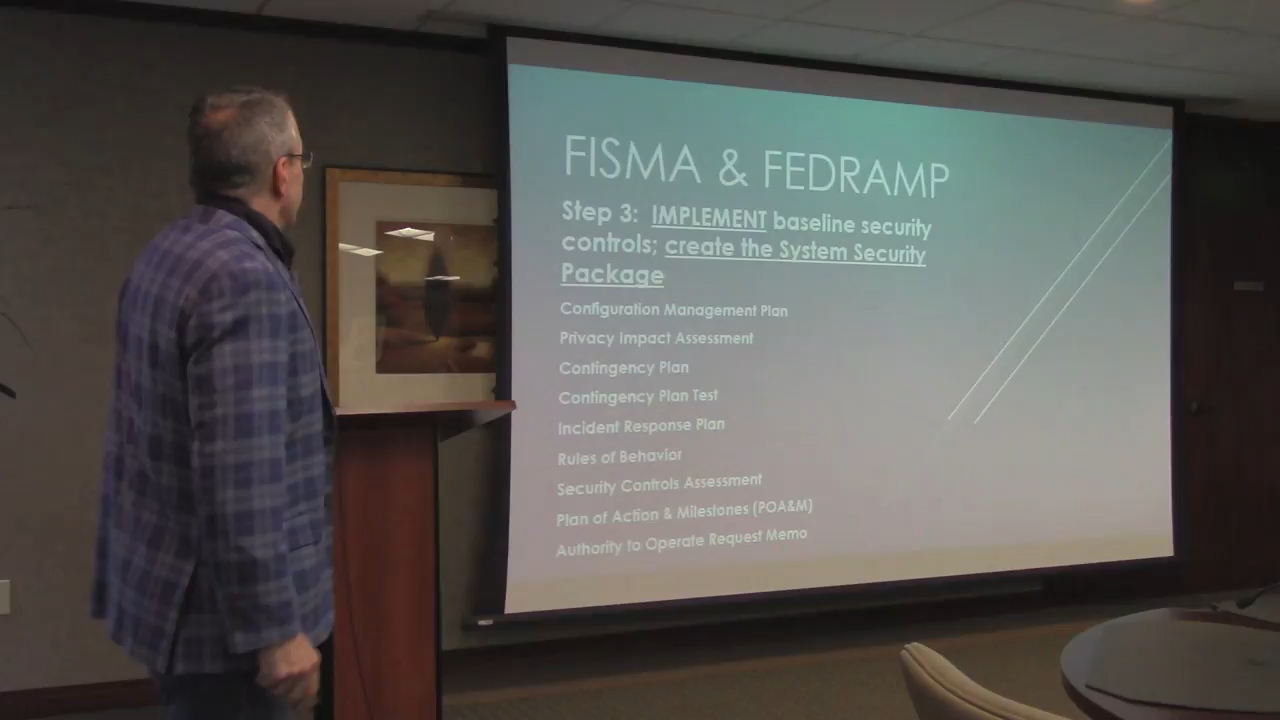 FISMA & FEDRAMP
Step 3: IMPLEMENT baseline security
controls; create the System Security
Package
Configuration Management Plan
Privacy Impact Assessment
Contingency Plan
Contingency Plan Test
Incident Response Plan
Rules of Behavior
Security Controls Assessment
Plan of Action & Milestones (POA&M)
Authority to Operate Request Memo